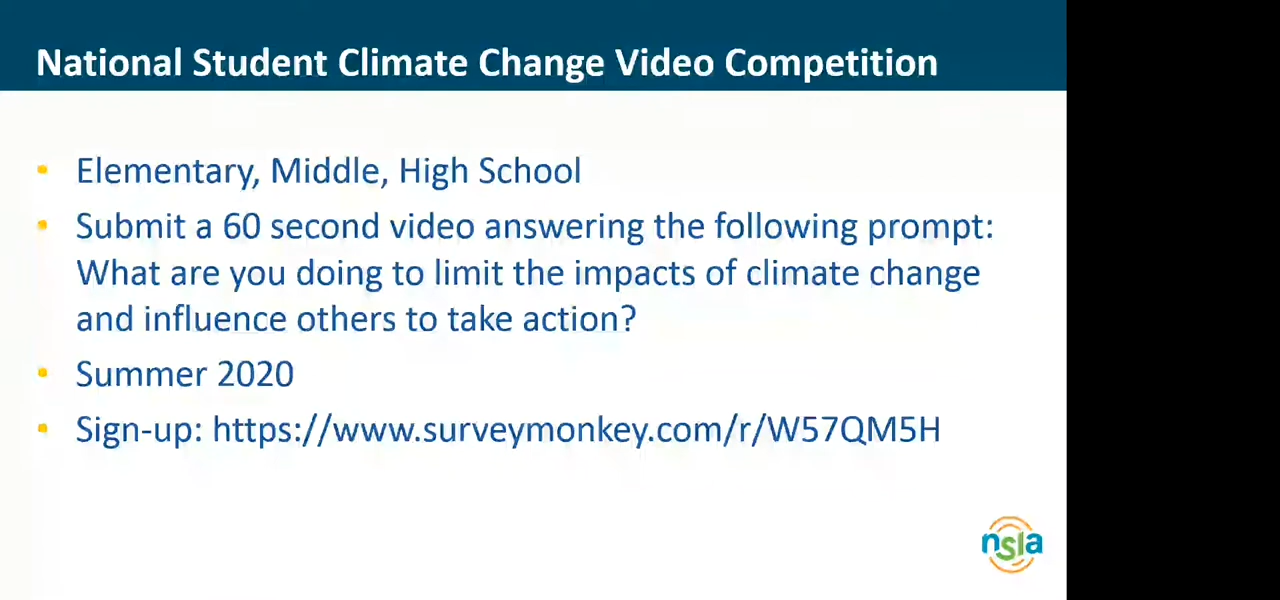 National Student Climate Change Video Competition
• Elementary, Middle, High School
• Submit a 60 second video answering the following prompt:
What are you doing to limit the impacts of climate change
and influence others to take action?
• Summer 2020
• Sign-up: https://www.surveymonkey.com/r/W57QM5H
nsla